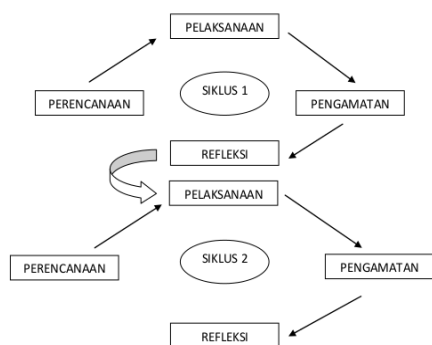 PELAKSANAAN
SIKLUS 1
PERENCANAAN
PENGAMATAN
REFLEKSI
PELAKSANAAN
SIKLUS 2
PERENCANAAN
PENGAMATAN
REFLEKSI